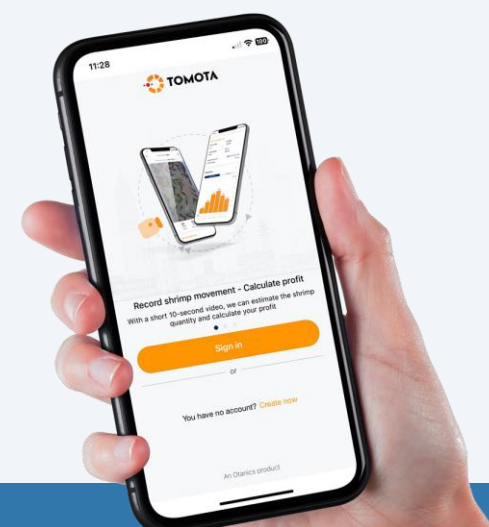 11:28
100
TOMOTA
Record shrimp movement - Calculate profit
With a short 10-second video, we can estimate the shrimp
quantity and calculate your profit
Sign in
or
You have no account? Create now
An Otanics product